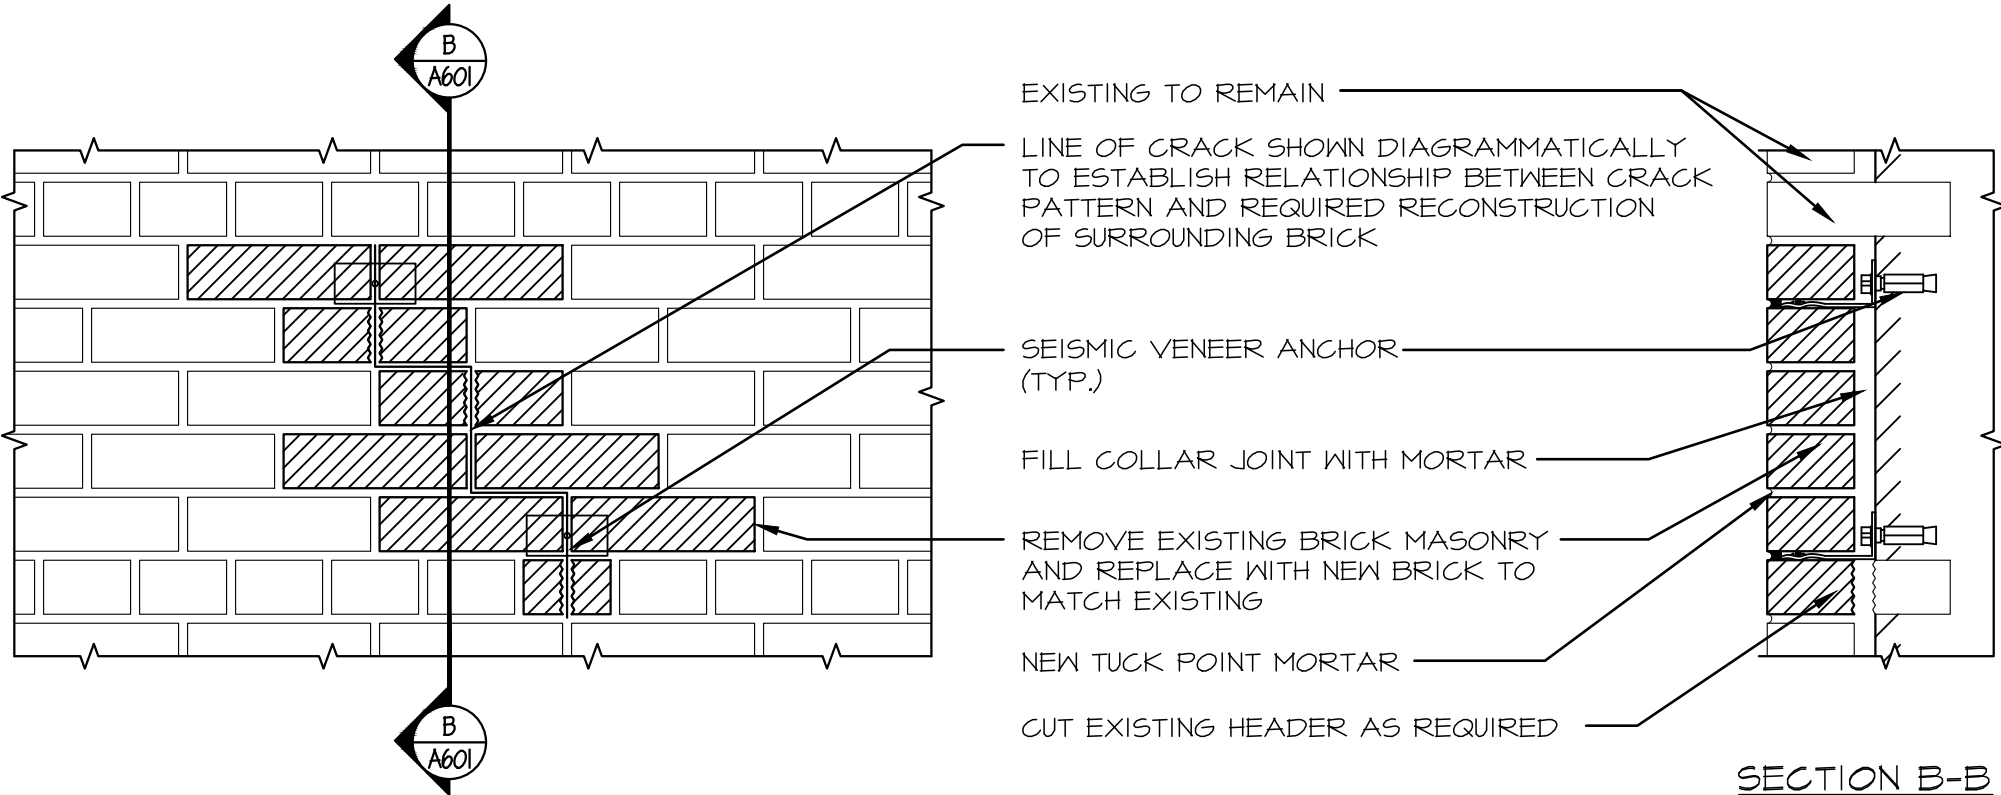 B
A601
EXISTING TO REMAIN
LINE OF CRACK SHOWN DIAGRAMMATICALLY
TO ESTABLISH RELATIONSHIP BETWEEN CRACK
PATTERN AND REQUIRED RECONSTRUCTION
OF SURROUNDING BRICK
SEISMIC VENEER ANCHOR
(TYP.)
FILL COLLAR JOINT WITH MORTAR
REMOVE EXISTING BRICK MASONRY
AND REPLACE WITH NEW BRICK TO
MATCH EXISTING
NEW TUCK POINT MORTAR
CUT EXISTING HEADER AS REQUIRED
B
A601
SECTION B-B